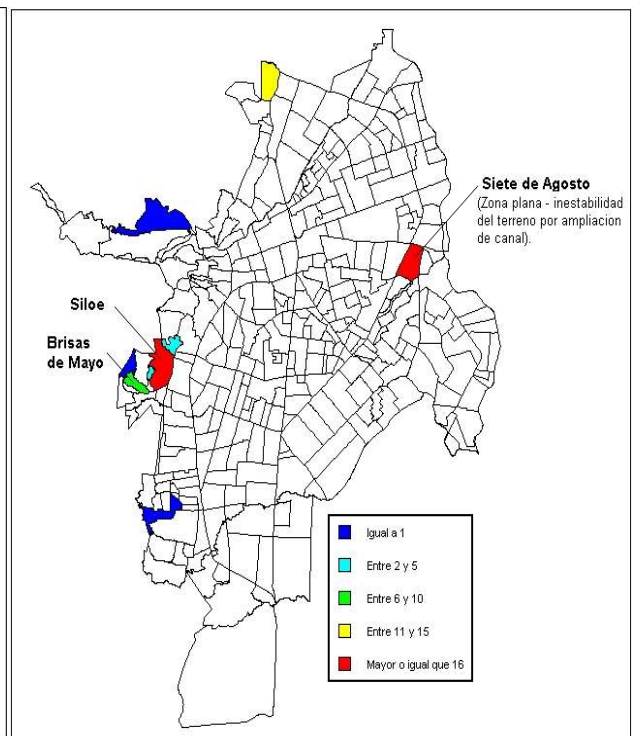 Siete de Agosto
(Zona plana - inestabilidad
del terreno por ampliacion
de canal).
Siloe
Brisas
de Mayo
Igual a 1
Entre 2 y 5
Entre 6 y 10
Entre 11 y 15
Mayor o igual que 16